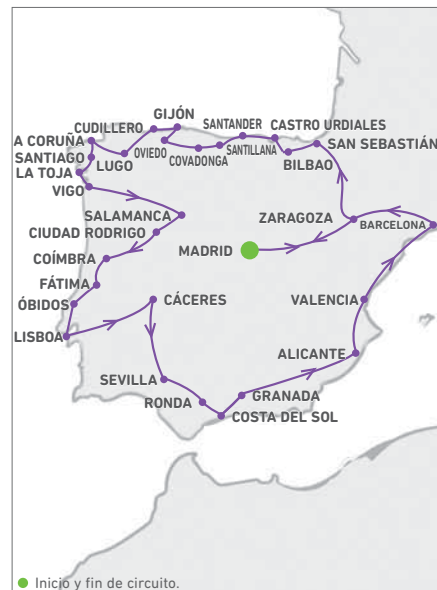 GIJÓN
SANTANDER
CASTRO URDIALES
CUDILLERO
A CORUÑA
OVIEDO
SANTILLANA
SAN SEBASTIÁN
SANTIAGO
LUGO
COVADONGA
BILBAO
LA TOJA
VIGO
SALAMANCA
ZARAGOZA
BARCELONA
CIUDAD RODRIGO
MADRID
COÍMBRA
FÁTIMA
CÁCERES
VALENCIA
ÓBIDOS
LISBOA
ALICANTE
SEVILLA
GRANADA
RONDA
COSTA DEL SOL
Inicio y fin de circuito.